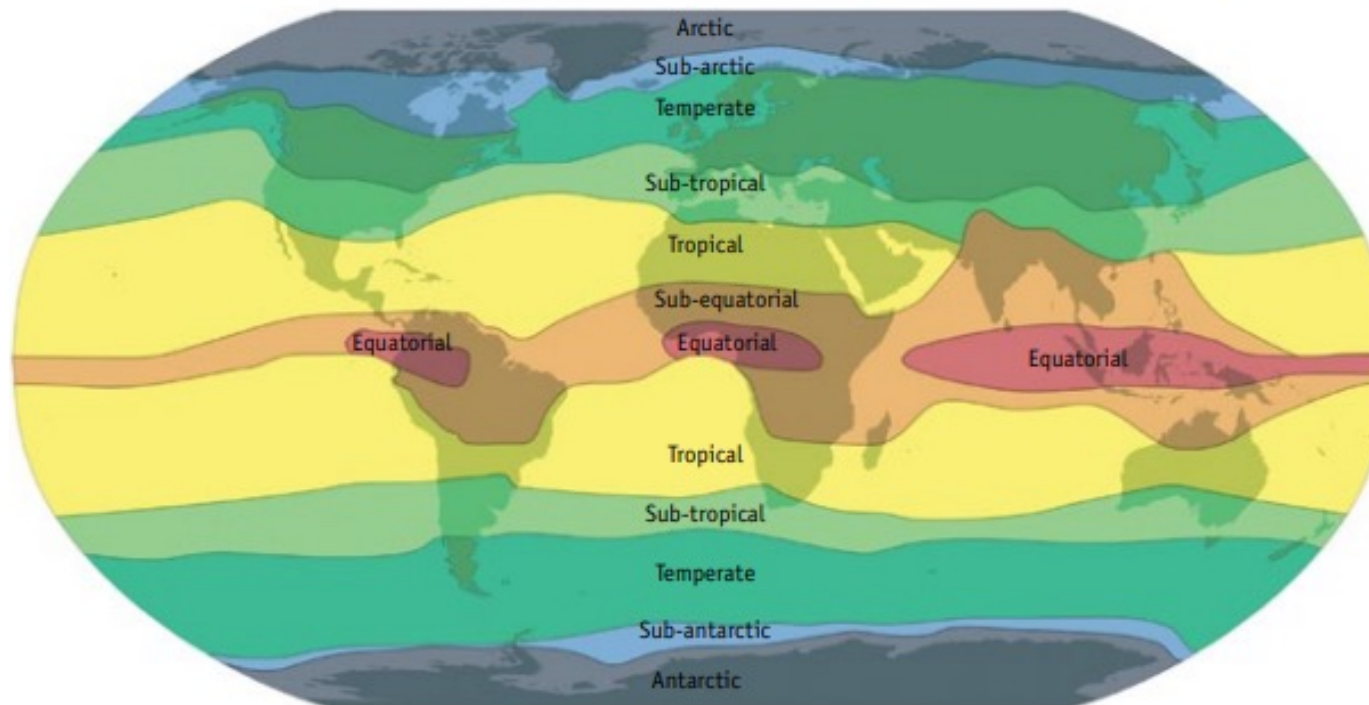 Arctic
Sub-arctic
Temperate
Sub-tropical
Tropical
Sub-equatorial
Equatorial
Equatorial
Equatorial
Tropical
Sub-tropical
Temperate
Sub-antarctic
Antarctic